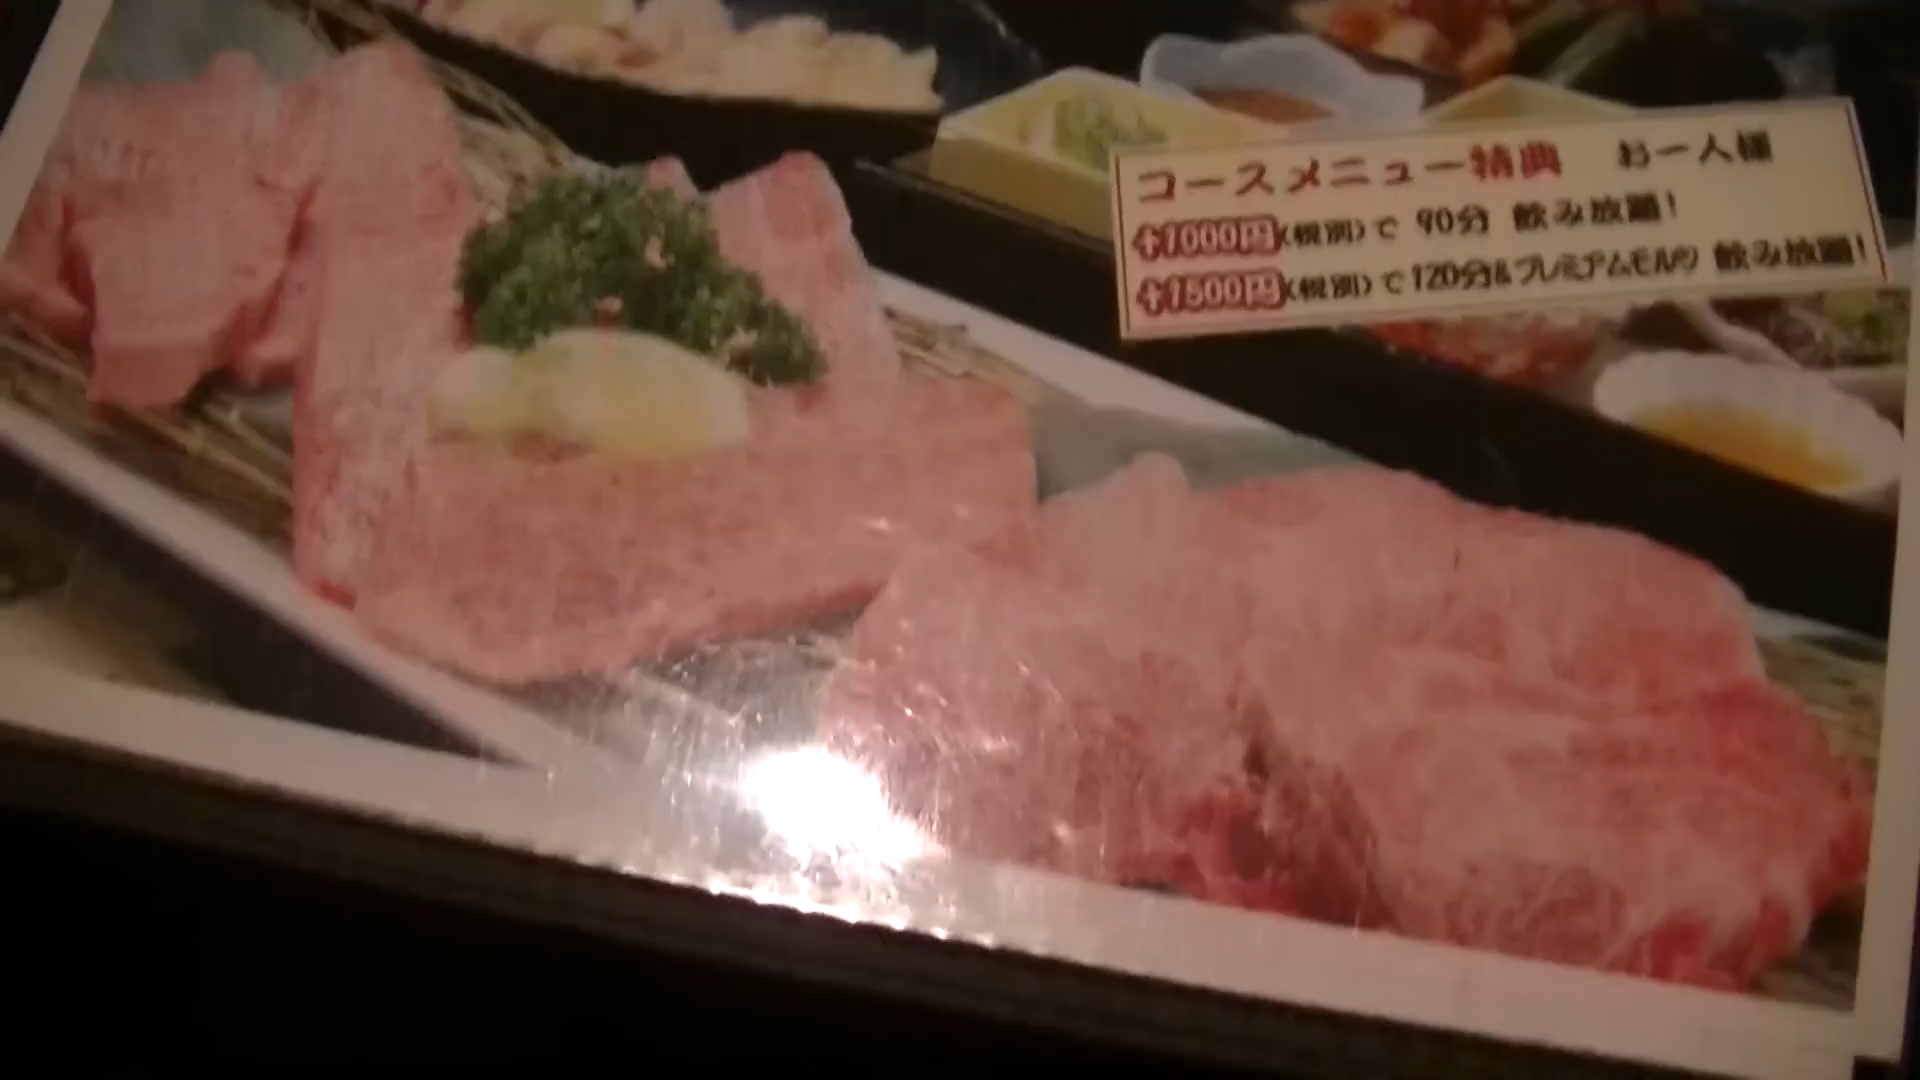 コースメニュー特典 お一人様
+1000円(税別)で 90分 飲み放題!
+1500円(税別)で120分&プレミアムモルツ 飲み放題!